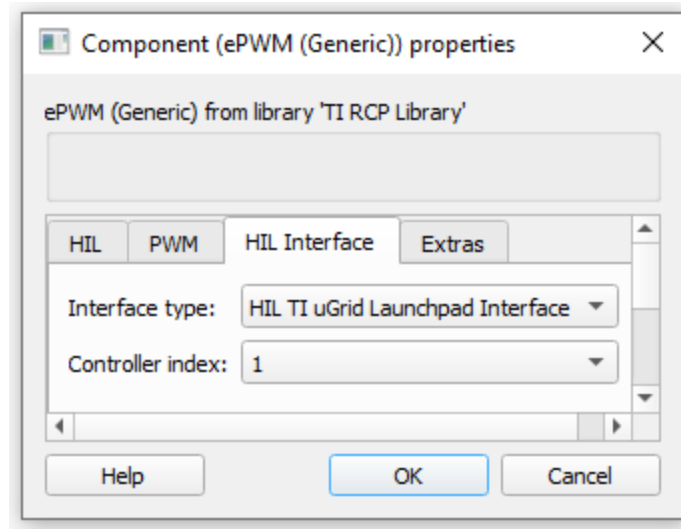 Component (ePWM (Generic)) properties
ePWM (Generic) from library 'TI RCP Library'
HIL PWM HIL Interface Extras
Interface type: HIL TI uGrid Launchpad Interface
Controller index: 1
Help OK Cancel